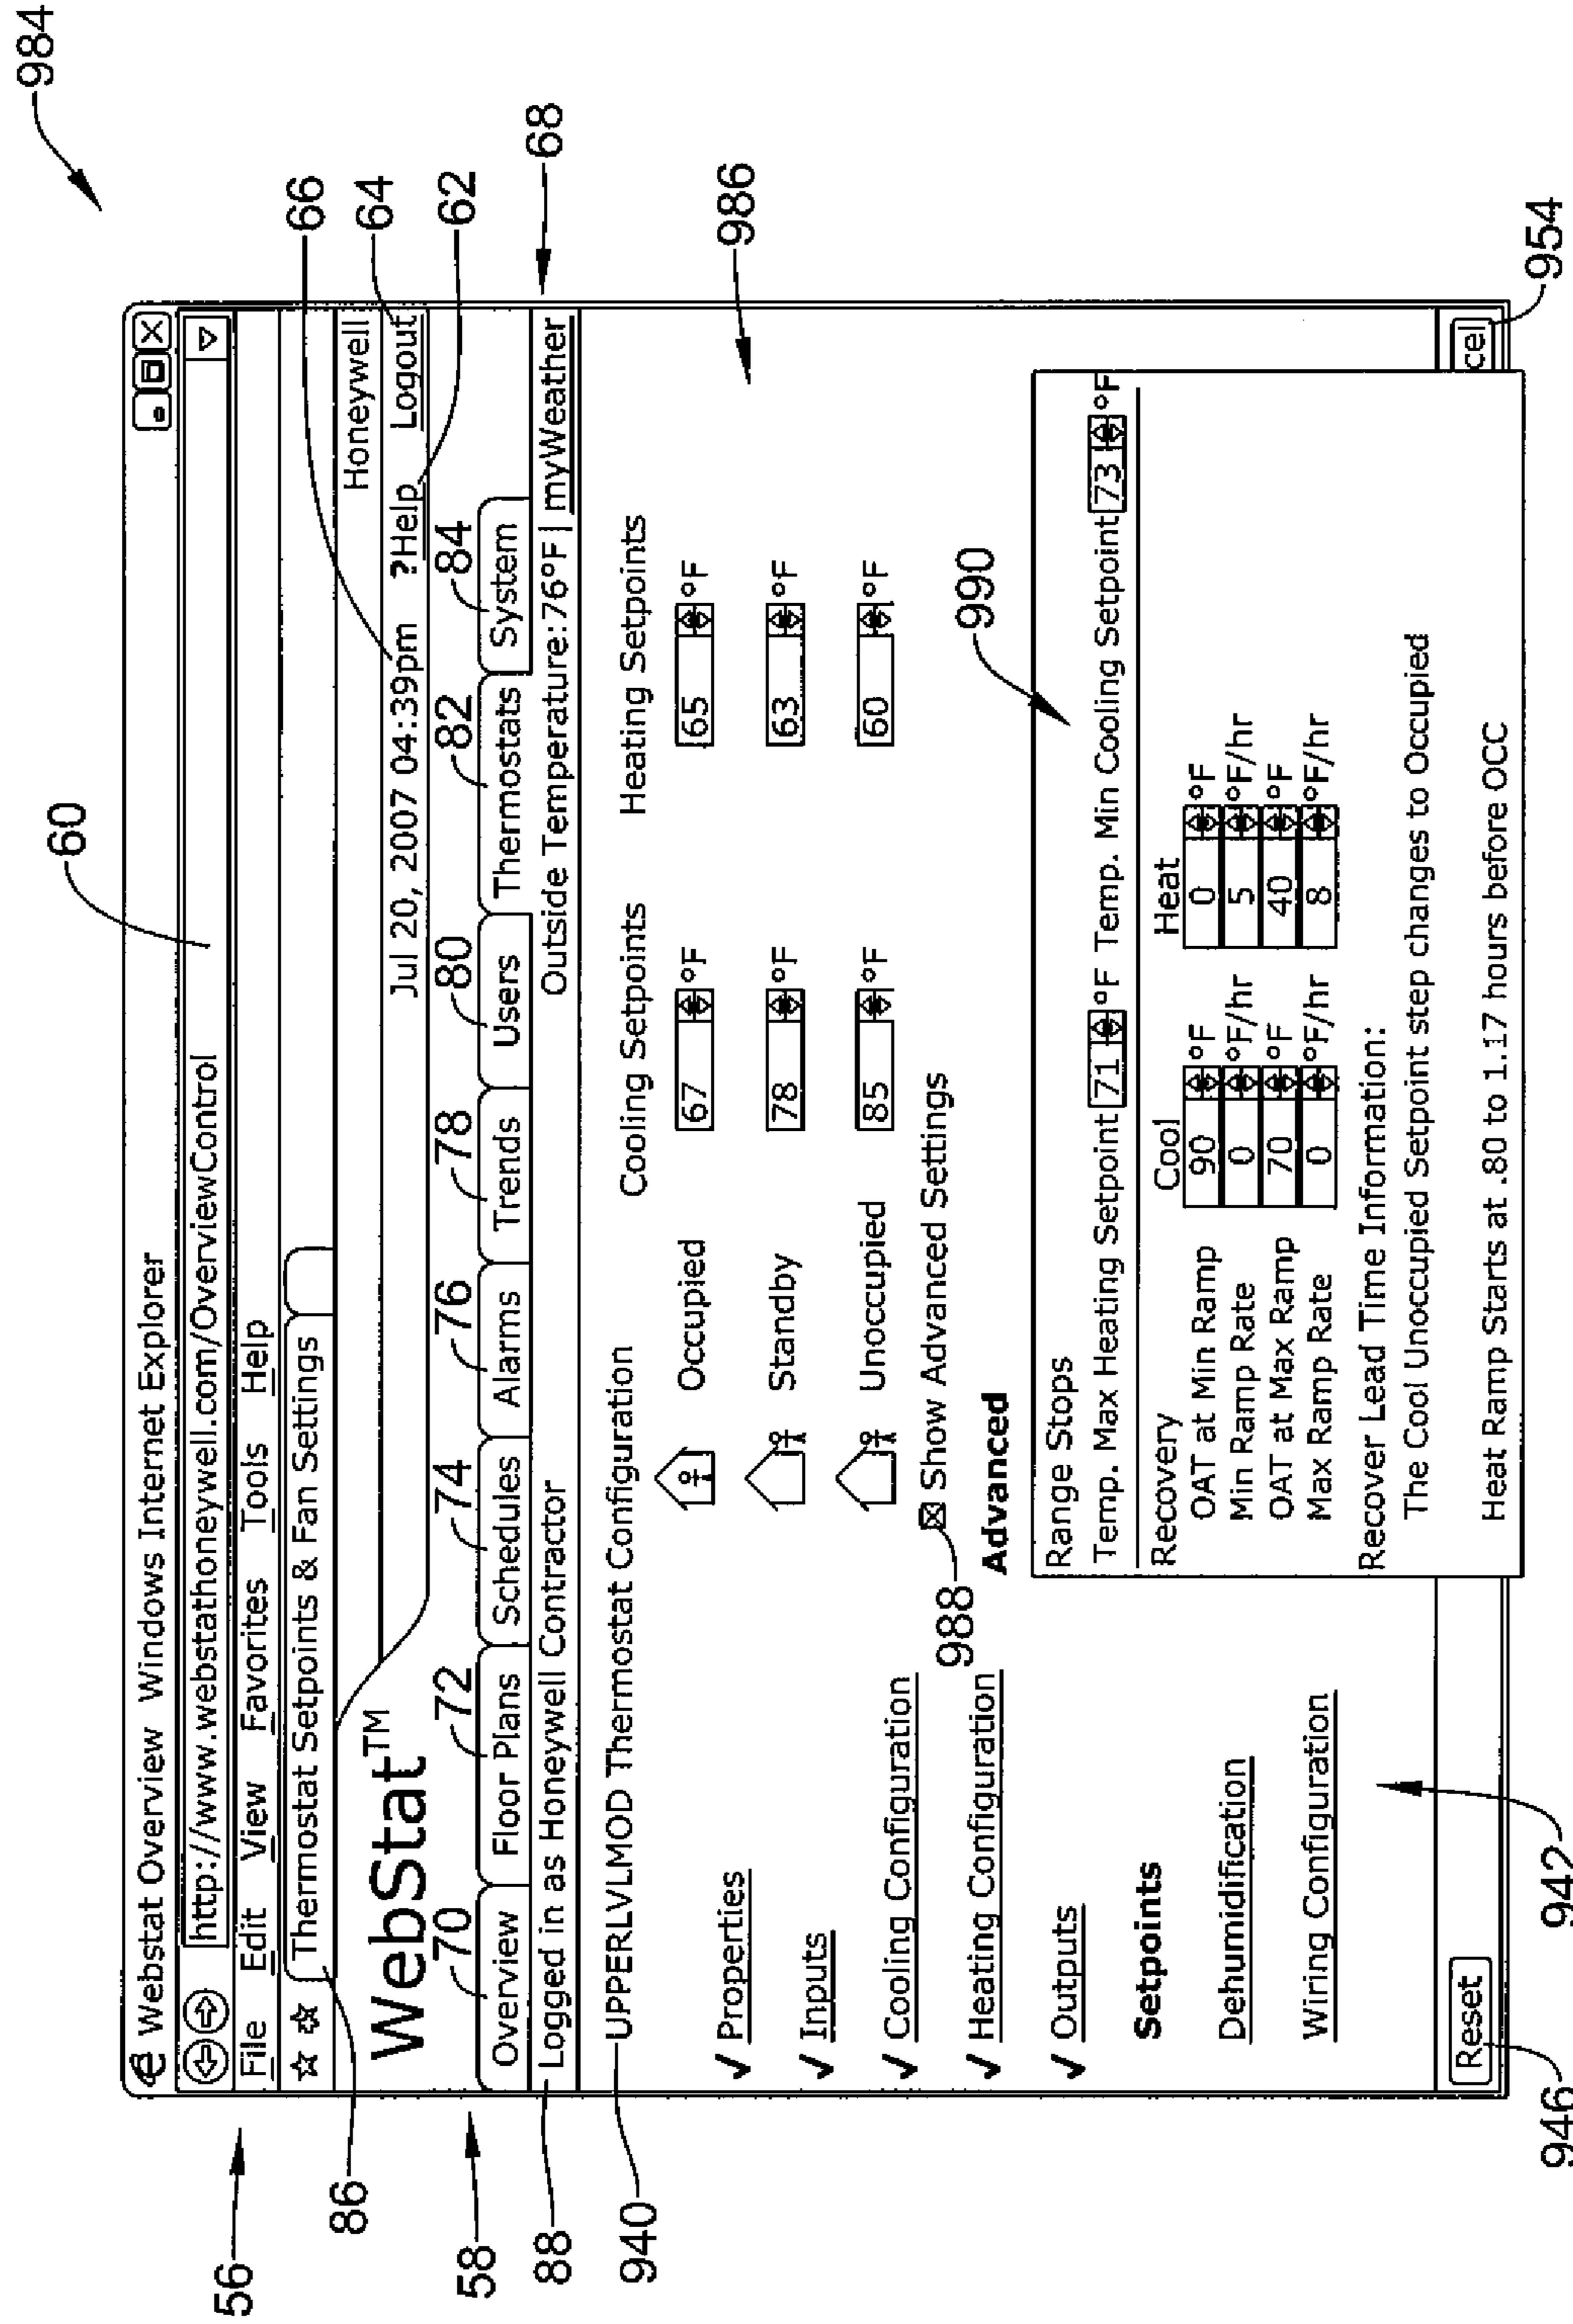 984
60
Webstat Overview Windows Internet Explorer
http://www.webstathoneywell.com/OverviewControl
56
File Edit View Favorites Tools Help
Thermostat Setpoints & Fan Settings
86
66
64
62
Honeywell
WebStat™
Jul 20, 2007 04:39pm ?Help Logout
58
70 72 74 76 78 80 82 84
Overview Floor Plans Schedules Alarms Trends Users Thermostats System
68
88
Logged in as Honeywell Contractor Outside Temperature:76°F | myWeather
940
UPPERLVLMOD Thermostat Configuration
Cooling Setpoints Heating Setpoints
986
✓ Properties
✓ Inputs
✓ Cooling Configuration
✓ Heating Configuration
✓ Outputs
Setpoints
Dehumidification
Wiring Configuration
942
Occupied 67 °F 65 °F
Standby 78 °F 63 °F
Unoccupied 85 °F 60 °F
988
Show Advanced Settings
Advanced
990
Range Stops
Temp. Max Heating Setpoint 71 °F Temp. Min Cooling Setpoint 73 °F
Recovery Cool Heat
OAT at Min Ramp 90 °F 0 °F
Min Ramp Rate 0 °F/hr 5 °F/hr
OAT at Max Ramp 70 °F 40 °F
Max Ramp Rate 0 °F/hr 8 °F/hr
Recover Lead Time Information:
The Cool Unoccupied Setpoint step changes to Occupied
Heat Ramp Starts at .80 to 1.17 hours before OCC
Reset
cel
946
954